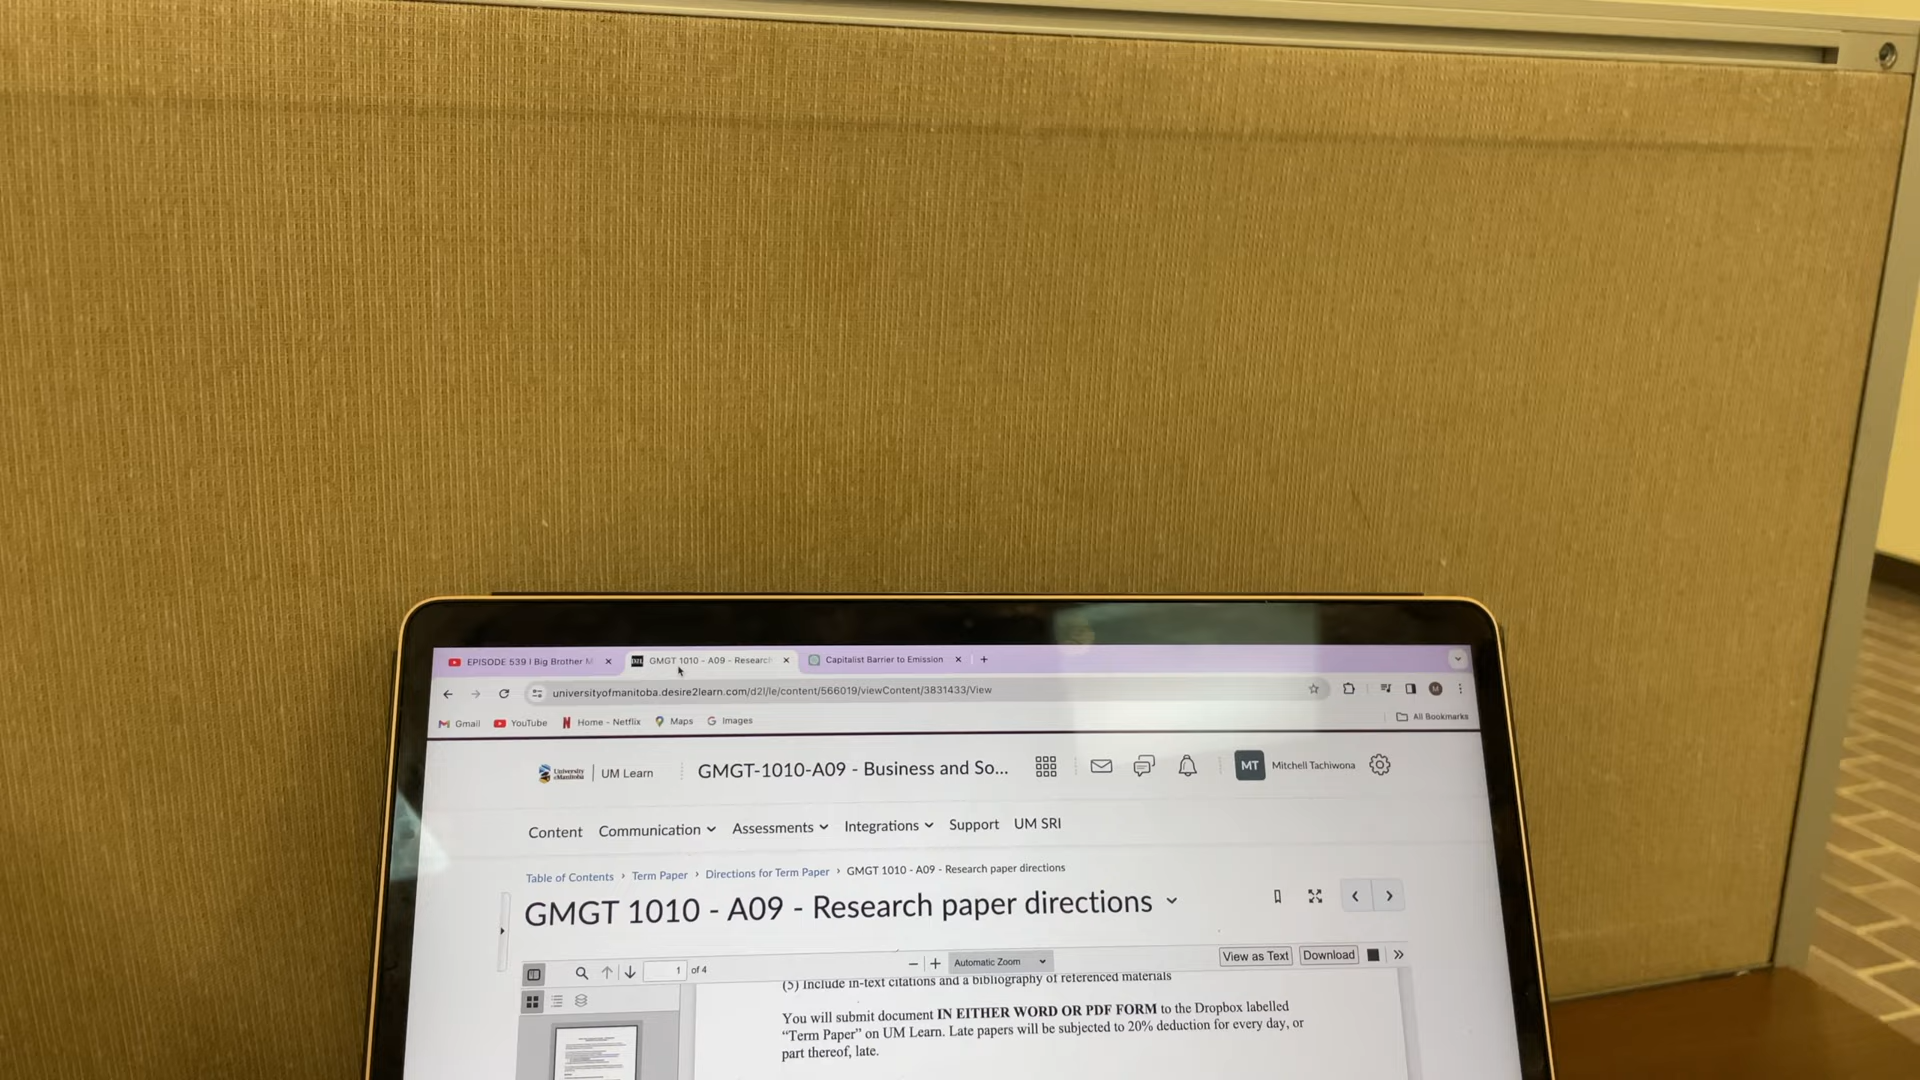 EPISODE 539 I Big Brother M
GMGT 1010 - A09 - Research
Capitalist Barrier to Emission
universityofmanitoba.desire2learn.com/d2l/le/content/566019/viewContent/3831433/View
M
Gmail
YouTube
Home - Netflix
Maps
Images
All Bookmarks
University of Manitoba
UM Learn
GMGT-1010-A09 - Business and So...
MT
Mitchell Tachiwona
Content
Communication
Assessments
Integrations
Support
UM SRI
Table of Contents › Term Paper › Directions for Term Paper › GMGT 1010 - A09 - Research paper directions
GMGT 1010 - A09 - Research paper directions
1 of 4
Automatic Zoom
View as Text
Download
(5) Include in-text citations and a bibliography of referenced materials
You will submit document IN EITHER WORD OR PDF FORM to the Dropbox labelled
“Term Paper” on UM Learn. Late papers will be subjected to 20% deduction for every day, or
part thereof, late.